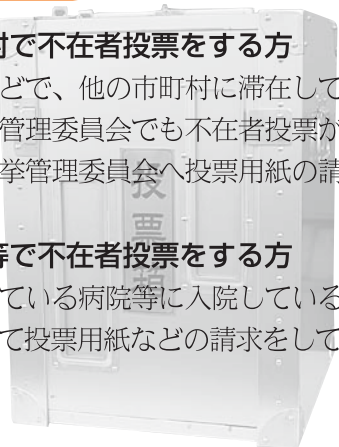 村で不在者投票をする方
どで、他の市町村に滞在して
管理委員会でも不在者投票が
挙管理委員会へ投票用紙の請
投票箱
等で不在者投票をする方
ている病院等に入院している
て投票用紙などの請求をして